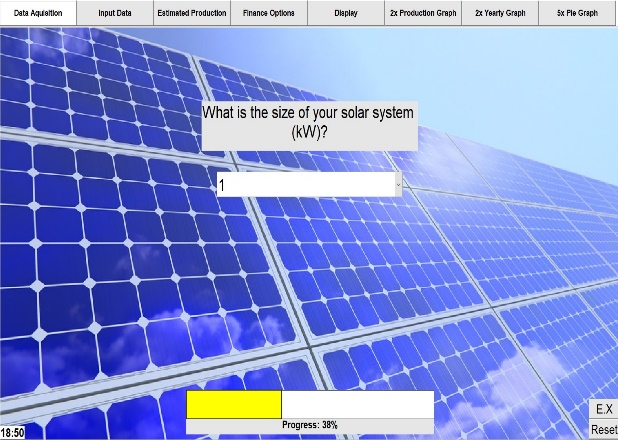 Data Aquisition
Input Data
Estimated Production
Finance Options
Display
2x Production Graph
2x Yearly Graph
5x Pie Graph
What is the size of your solar system
(kW)?
1
Progress: 38%
18:50
E.X
Reset